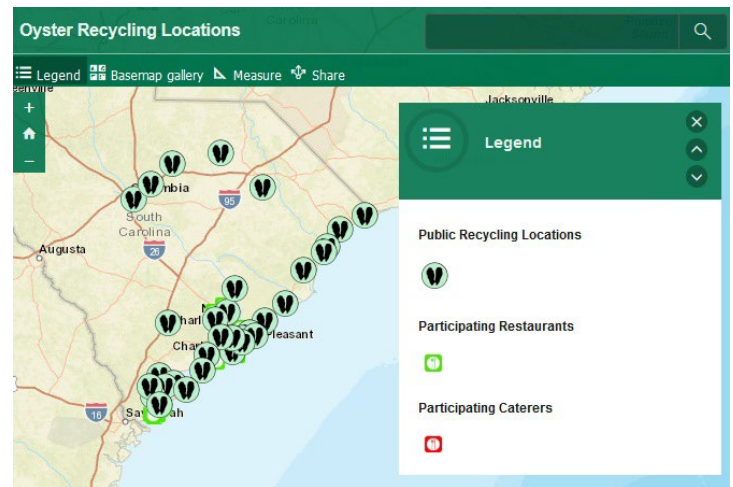 Oyster Recycling Locations
Legend Basemap gallery Measure Share
Jacksonville
+
Legend
−
mbia
95
South
Carolina
Public Recycling Locations
Augusta
26
Participating Restaurants
Pleasant
Participating Caterers
16